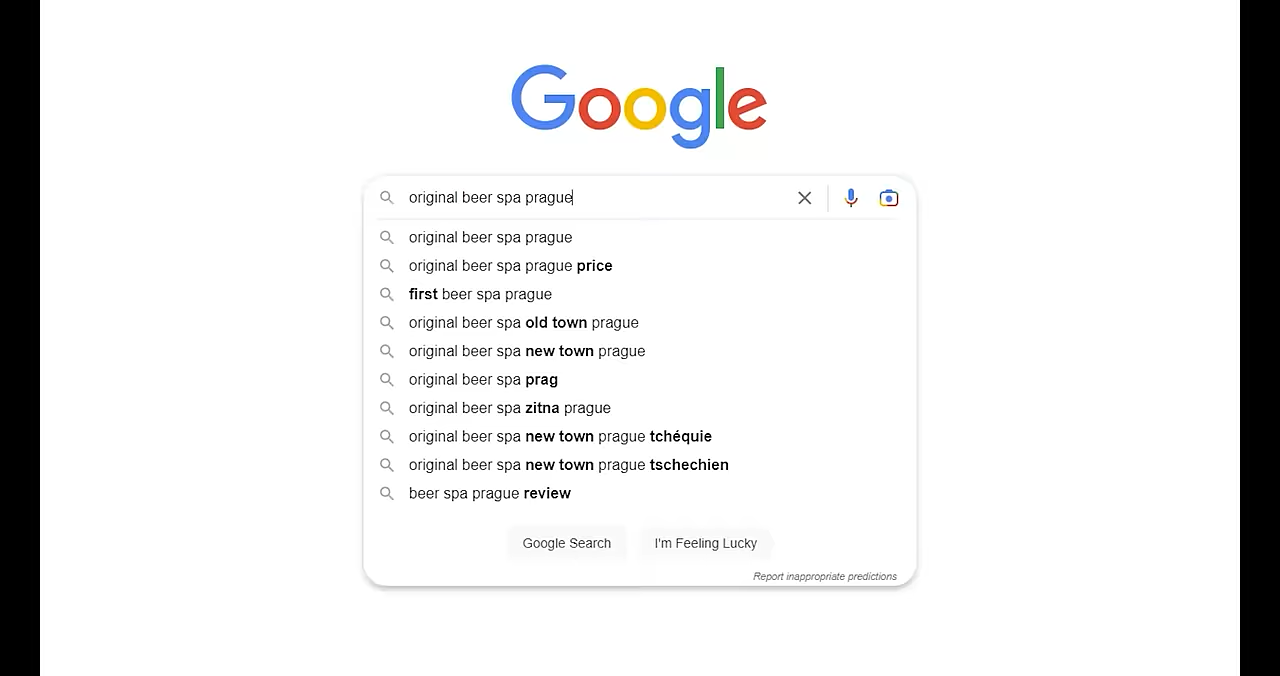 Google
original beer spa prague
original beer spa prague
original beer spa prague price
first beer spa prague
original beer spa old town prague
original beer spa new town prague
original beer spa prag
original beer spa zitna prague
original beer spa new town prague tchéquie
original beer spa new town prague tschechien
beer spa prague review
Google Search I'm Feeling Lucky
Report inappropriate predictions